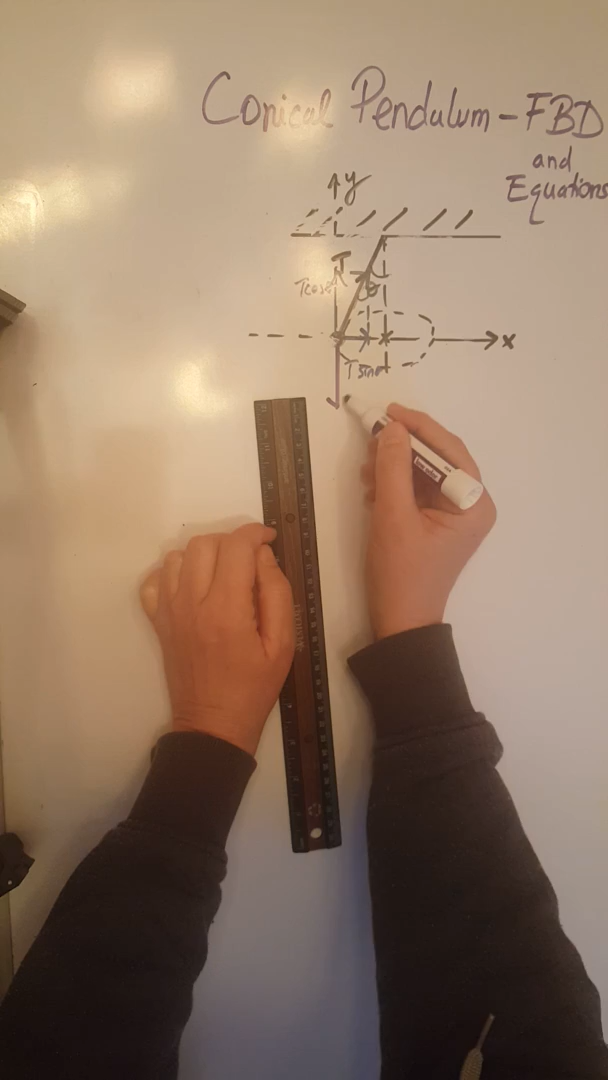 Conical Pendulum - FBD
and
Equations
y
T
Tcosθ
θ
x
Tsinθ